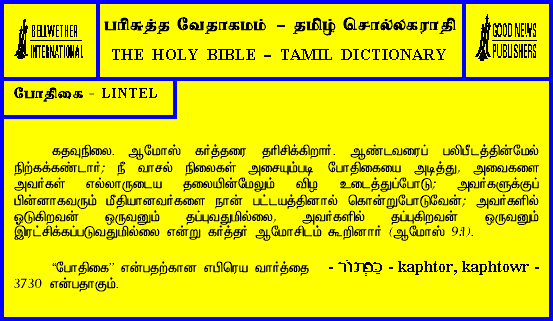 BELLWETHER
INTERNATIONAL
பரிசுத்த வேதாகமம் – தமிழ் சொல்லகராதி
THE HOLY BIBLE – TAMIL DICTIONARY
GOOD NEWS
PUBLISHERS
போதிகை - LINTEL
கதவுநிலை. ஆமோஸ் கர்த்தரை தரிசிக்கிறார். ஆண்டவரைப் பலிபீடத்தின்மேல்
நிற்கக்கண்டார்; நீ வாசல் நிலைகள் அசையும்படி போதிகையை அடித்து, அவைகளை
அவர்கள் எல்லாருடைய தலையின்மேலும் விழ உடைத்துப்போடு; அவர்களுக்குப்
பின்னாகவரும் மீதியானவர்களை நான் பட்டயத்தினால் கொன்றுபோடுவேன்; அவர்களில்
ஓடுகிறவன் ஒருவனும் தப்புவதுமில்லை, அவர்களில் தப்புகிறவன் ஒருவனும்
இரட்சிக்கப்படுவதுமில்லை என்று கர்த்தர் ஆமோசிடம் கூறினார் (ஆமோஸ் 9:1).
“போதிகை” என்பதற்கான எபிரெய வார்த்தை - - kaphtor, kaphtowr -
3730 என்பதாகும்.